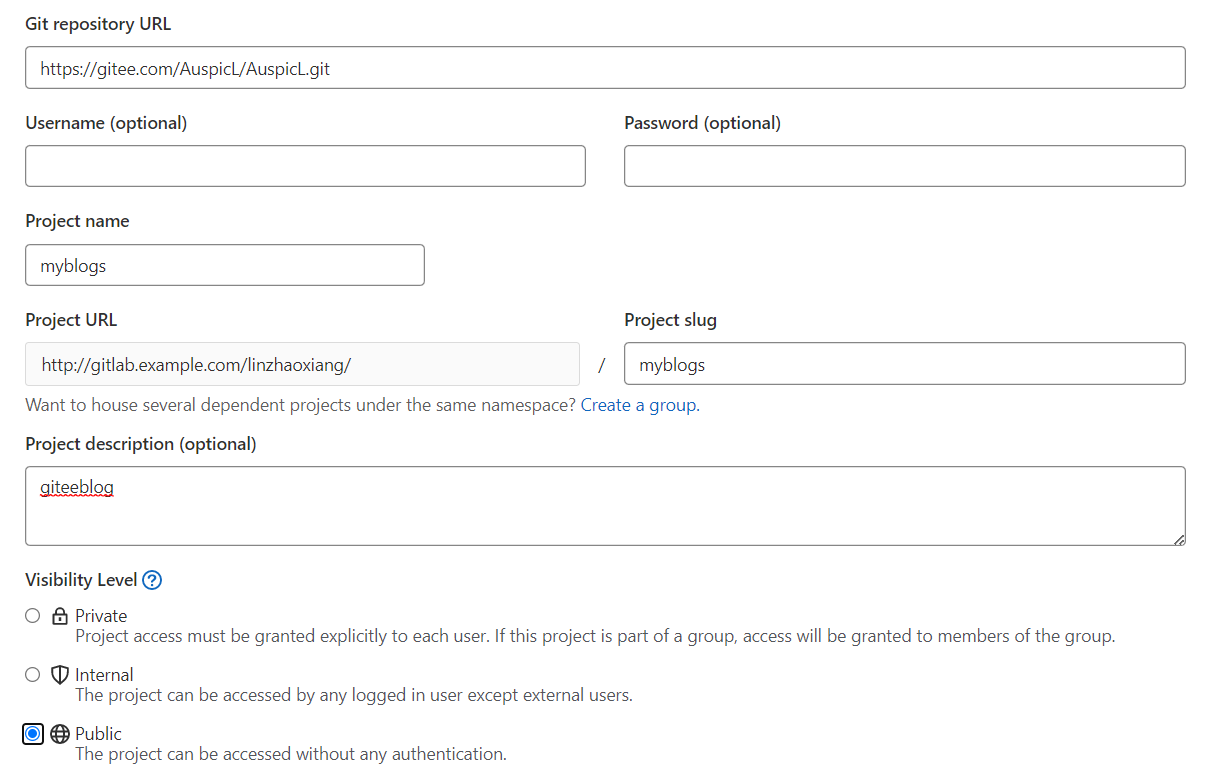 Git repository URL
https://gitee.com/AuspicL/AuspicL.git
Username (optional) Password (optional)
Project name
myblogs
Project URL Project slug
http://gitlab.example.com/linzhaoxiang/ / myblogs
Want to house several dependent projects under the same namespace? Create a group.
Project description (optional)
giteeblog
Visibility Level ?
Private
Project access must be granted explicitly to each user. If this project is part of a group, access will be granted to members of the group.
Internal
The project can be accessed by any logged in user except external users.
Public
The project can be accessed without any authentication.